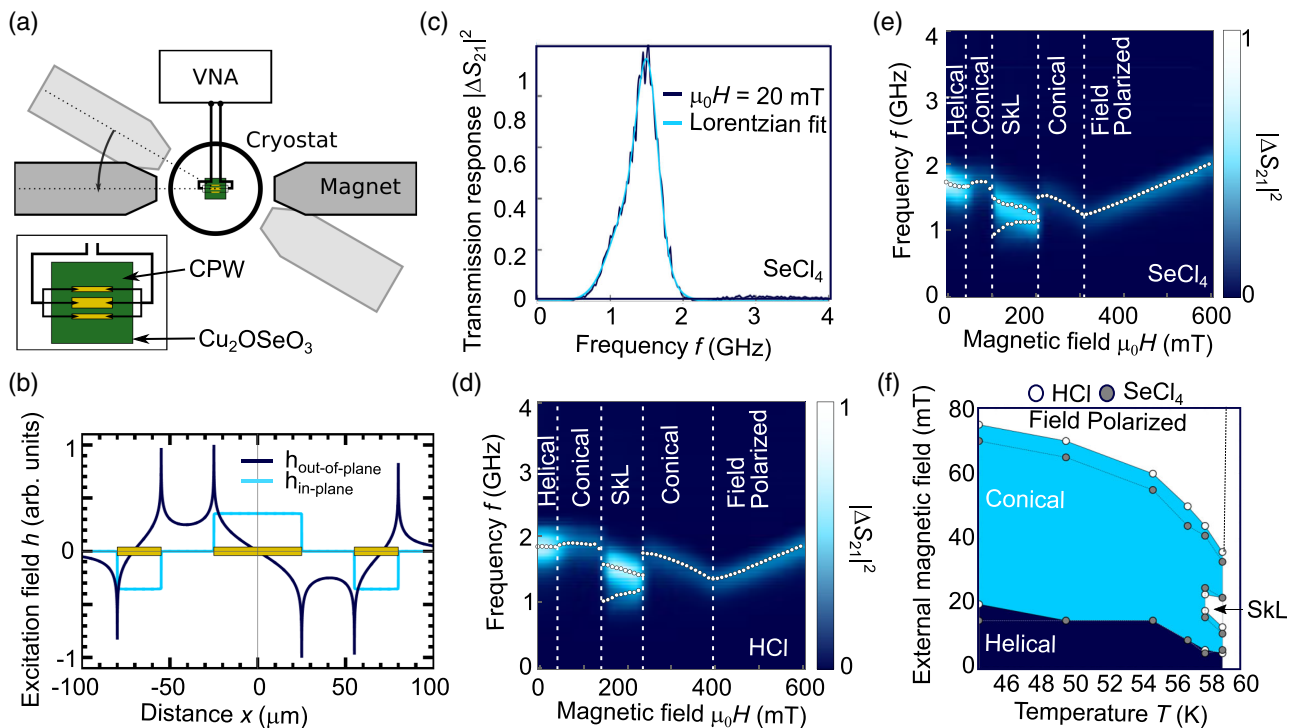 (a)
VNA
Cryostat
Magnet
CPW
Cu2OSeO3
(b)
Excitation field h (arb. units)
1
0
-1
hout-of-plane
hin-plane
-100
-50
0
50
100
Distance x (μm)
(c)
Transmission response |ΔS21|²
1
0.8
0.6
0.4
0.2
0
μ0H = 20 mT
Lorentzian fit
SeCl4
0
1
2
3
4
Frequency f (GHz)
(d)
Frequency f (GHz)
4
3
2
1
0
Helical
Conical
SkL
Conical
Field
Polarized
HCl
0
200
400
600
Magnetic field μ0H (mT)
1
0
|ΔS21|²
(e)
Frequency f (GHz)
4
3
2
1
0
Helical
Conical
SkL
Conical
Field
Polarized
SeCl4
0
200
400
600
Magnetic field μ0H (mT)
1
0
|ΔS21|²
(f)
HCl SeCl4
External magnetic field (mT)
80
60
40
20
0
Field Polarized
Conical
Helical
SkL
46 48 50 52 54 56 58 60
Temperature T (K)